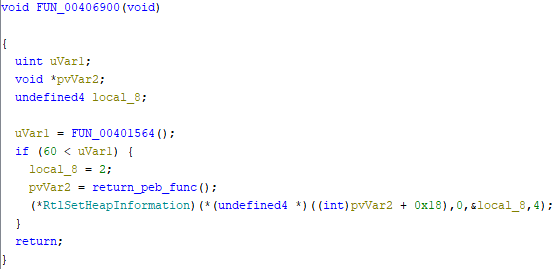 void FUN_00406900(void)
{
uint uVar1;
void *pvVar2;
undefined4 local_8;
uVar1 = FUN_00401564();
if (60 < uVar1) {
local_8 = 2;
pvVar2 = return_peb_func();
(*RtlSetHeapInformation)(*(undefined4 *)((int)pvVar2 + 0x18),0,&local_8,4);
}
return;
}